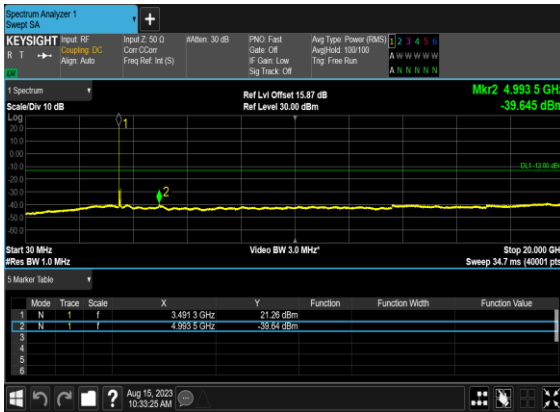 Spectrum Analyzer 1
Swept SA
+
KEYSIGHT Input: RF Input Z: 50 Ω #Atten: 30 dB PNO: Fast Avg Type: Power (RMS) 1 2 3 4 5 6
R T Coupling: DC Corr CCorr Gate: Off Avg|Hold: 100/100 A W W W W W
Align: Auto Freq Ref: Int (S) IF Gain: Low Trig: Free Run
Sig Track: Off A N N N N N
1 Spectrum Ref Lvl Offset 15.87 dB Mkr2 4.993 5 GHz
Scale/Div 10 dB Ref Level 30.00 dBm -39.645 dBm
Log
1
20.0
10.0
0.00
-10.0
DL1 -13.00 dBm
-20.0
-30.0
2
-40.0
-50.0
-60.0
Start 30 MHz Video BW 3.0 MHz* Stop 20.000 GHz
#Res BW 1.0 MHz Sweep 34.7 ms (40001 pts)
5 Marker Table
Mode Trace Scale X Y Function Function Width Function Value
1 N 1 f 3.491 3 GHz 21.26 dBm
2 N 1 f 4.993 5 GHz -39.64 dBm
3
4
5
6
? Aug 15, 2023
10:33:25 AM